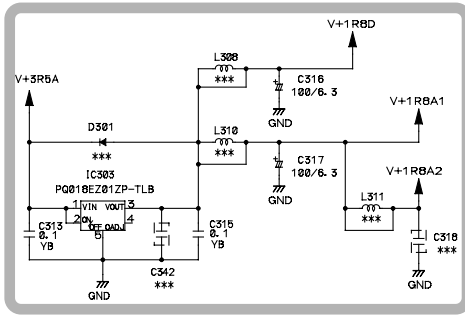 V+1R8D
L308
***
V+3R5A
C316
100/6.3
GND
V+1R8A1
D301
***
L310
***
IC303
PQ018EZ01ZP-TLB
C317
100/6.3
GND
V+1R8A2
1 VIN VOUT 3
2 ON/OFF OADJ 4
5
C313
0.1
YB
C315
0.1
YB
L311
***
C318
***
C342
***
GND
GND